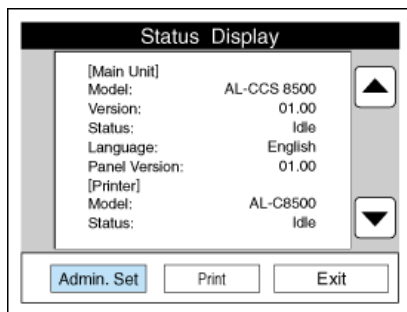 Status Display
[Main Unit]
Model: AL-CCS 8500
Version: 01.00
Status: Idle
Language: English
Panel Version: 01.00
[Printer]
Model: AL-C8500
Status: Idle
Admin. Set Print Exit